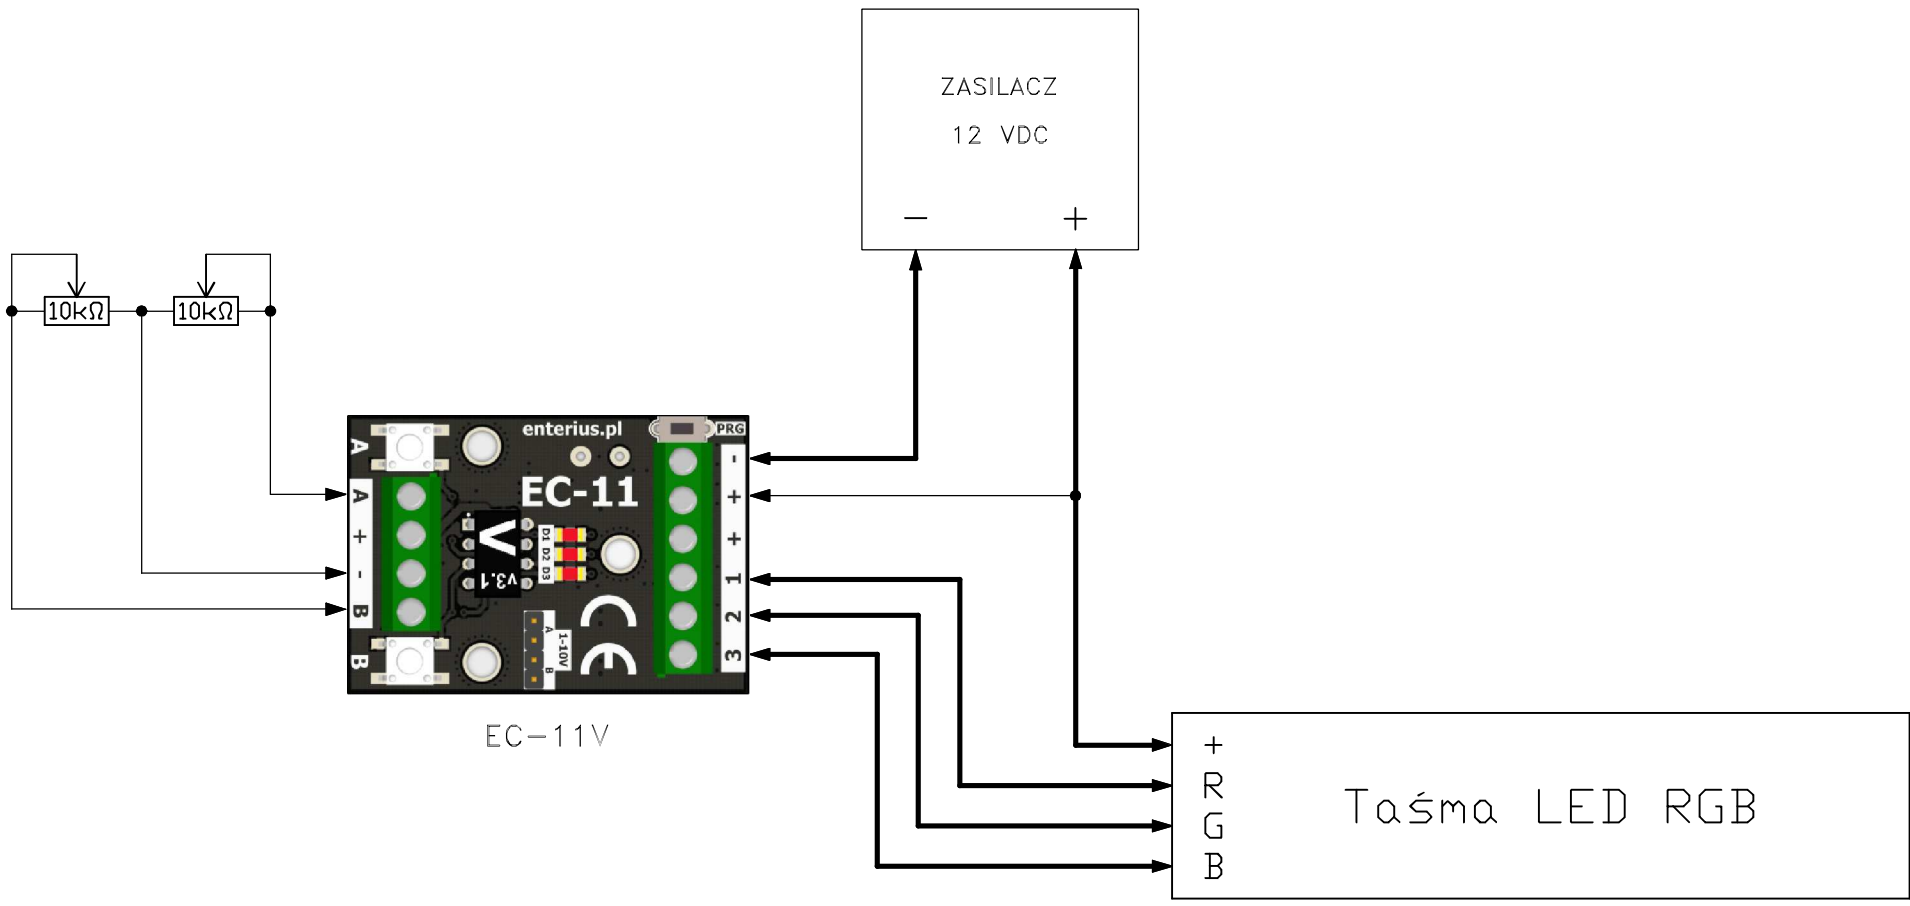 ZASILACZ
12 VDC
− +
10kΩ 10kΩ
enterius.pl
PRG
EC-11
A
A
+
-
B
B
V
v3.1
D1
D2
D3
A
1-10V
B
CE
-
+
+
1
2
3
EC-11V
+
R
G
B
Taśma LED RGB